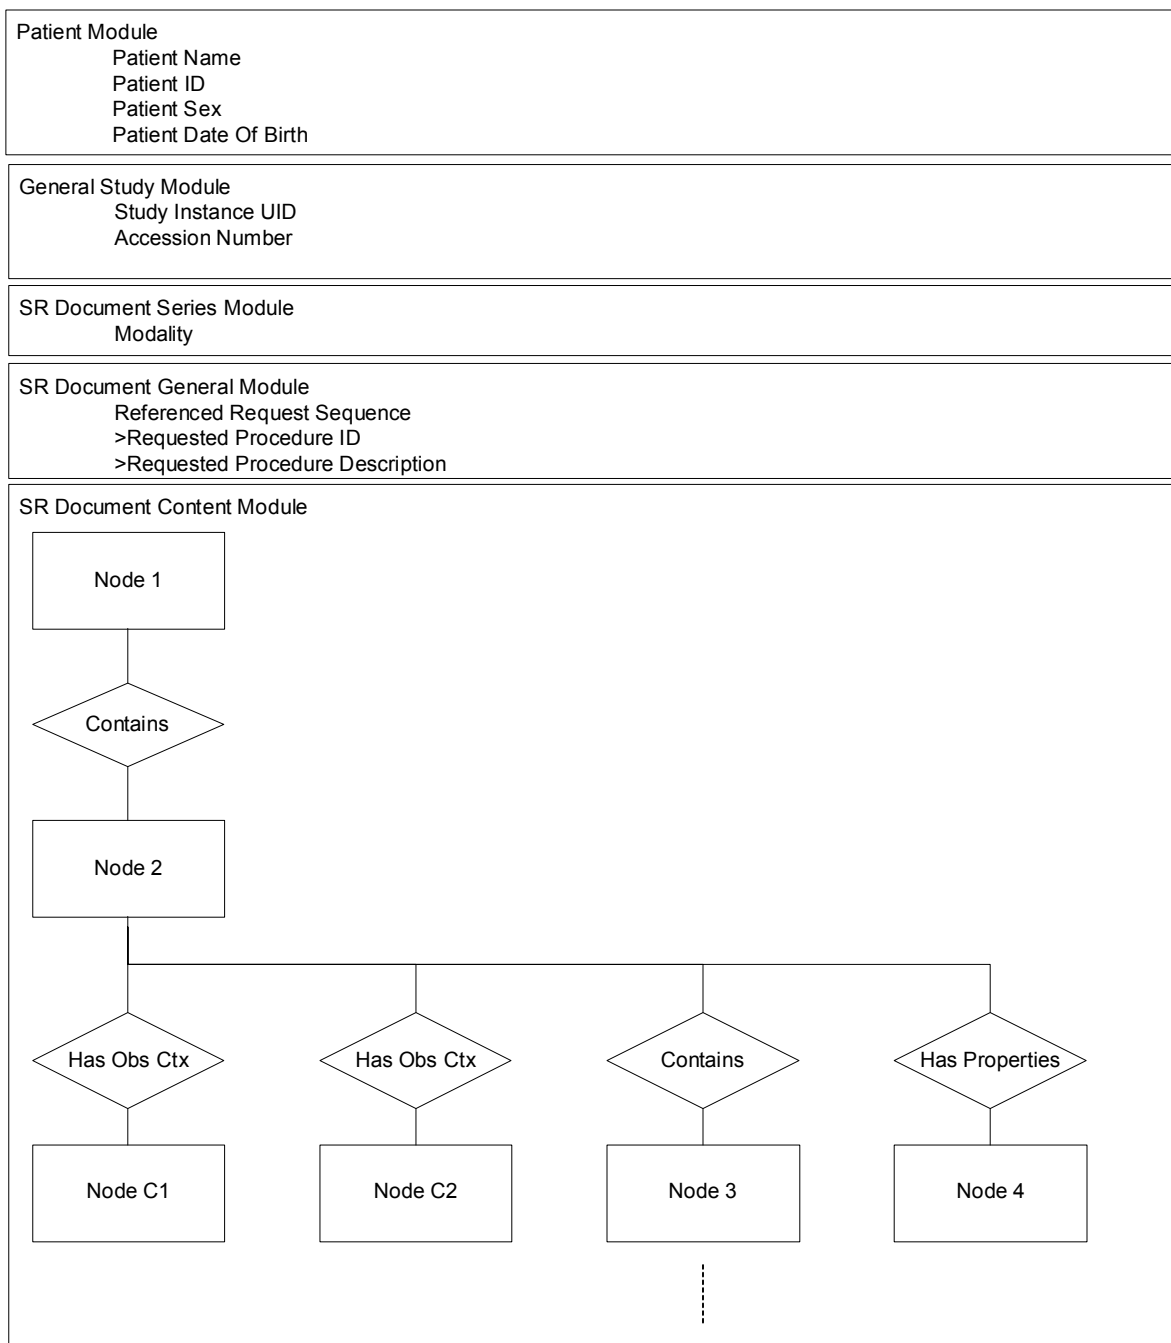 Patient Module
Patient Name
Patient ID
Patient Sex
Patient Date Of Birth
General Study Module
Study Instance UID
Accession Number
SR Document Series Module
Modality
SR Document General Module
Referenced Request Sequence
>Requested Procedure ID
>Requested Procedure Description
SR Document Content Module
Node 1
Contains
Node 2
Has Obs Ctx
Has Obs Ctx
Contains
Has Properties
Node C1
Node C2
Node 3
Node 4